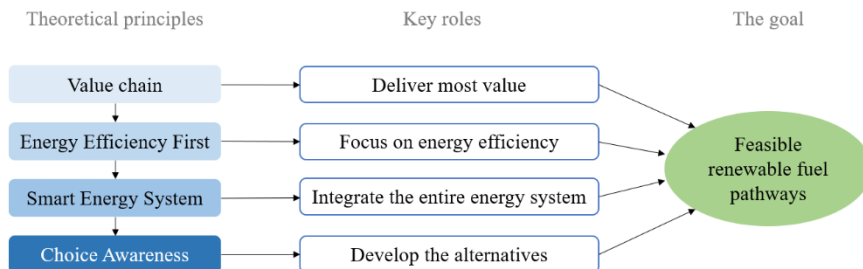 Theoretical principles
Key roles
The goal
Value chain
Deliver most value
Energy Efficiency First
Focus on energy efficiency
Smart Energy System
Integrate the entire energy system
Choice Awareness
Develop the alternatives
Feasible
renewable fuel
pathways